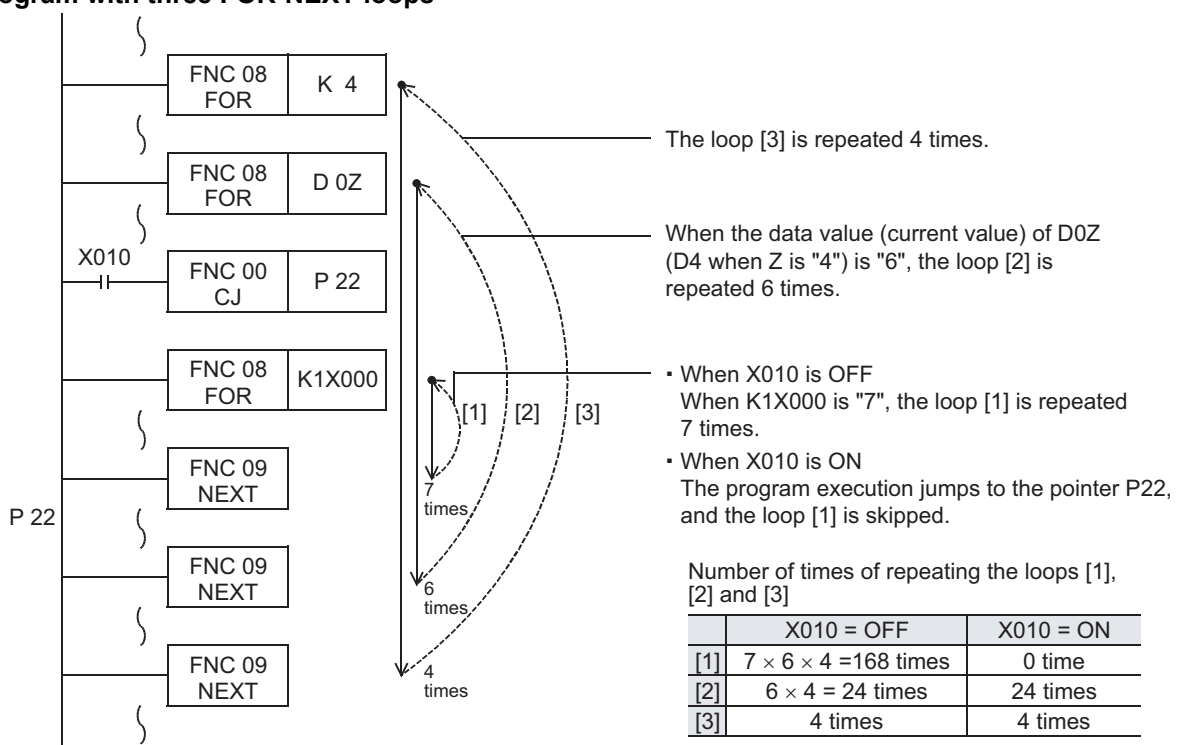 program with three FOR-NEXT loops
FNC 08
FOR
K 4
The loop [3] is repeated 4 times.
FNC 08
FOR
D 0Z
When the data value (current value) of D0Z
(D4 when Z is "4") is "6", the loop [2] is
repeated 6 times.
X010
FNC 00
CJ
P 22
FNC 08
FOR
K1X000
[1]
[2]
[3]
・When X010 is OFF
When K1X000 is "7", the loop [1] is repeated
7 times.
・When X010 is ON
The program execution jumps to the pointer P22,
and the loop [1] is skipped.
FNC 09
NEXT
7
times
P 22
FNC 09
NEXT
6
times
FNC 09
NEXT
4
times
Number of times of repeating the loops [1],
[2] and [3]
X010 = OFF X010 = ON
[1] 7 × 6 × 4 =168 times 0 time
[2] 6 × 4 = 24 times 24 times
[3] 4 times 4 times